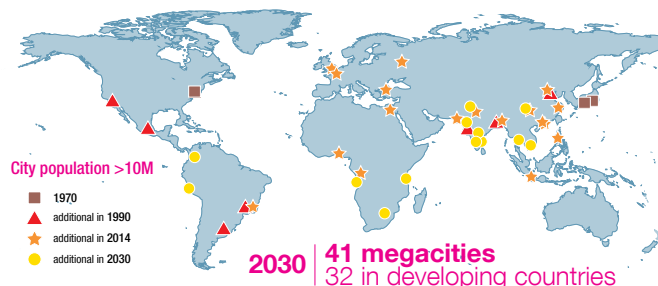 City population >10M
1970
additional in 1990
additional in 2014
additional in 2030
2030
41 megacities
32 in developing countries